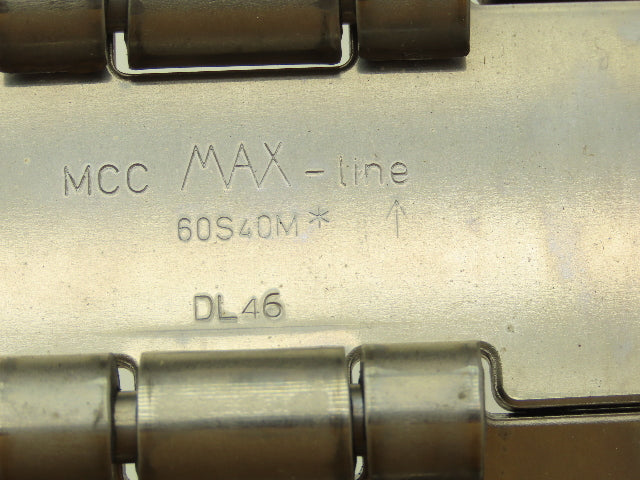 MCC MAX-line
60S40M* ↑
DL46